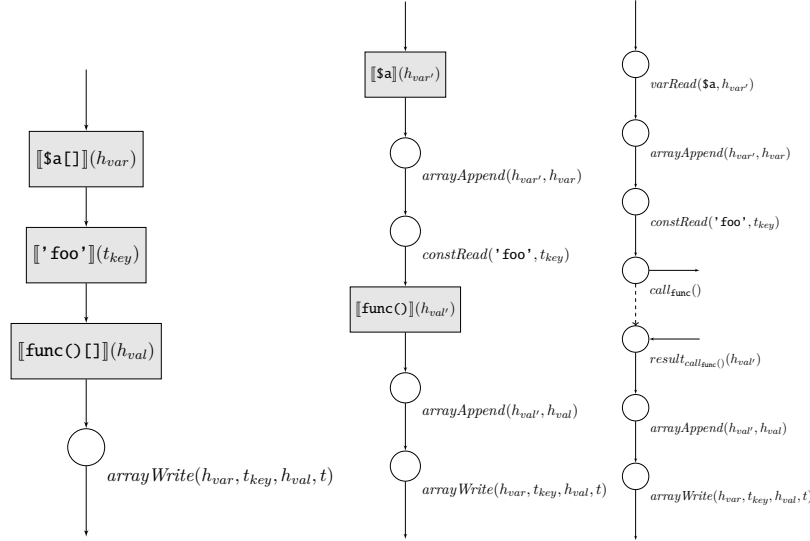 ⟦$a[]⟧(h_var)
⟦'foo'⟧(t_key)
⟦func()[]⟧(h_val)
arrayWrite(h_var, t_key, h_val, t)
⟦$a⟧(h_var′)
arrayAppend(h_var′, h_var)
constRead('foo', t_key)
⟦func()⟧(h_val′)
arrayAppend(h_val′, h_val)
arrayWrite(h_var, t_key, h_val, t)
varRead($a, h_var′)
arrayAppend(h_var′, h_var)
constRead('foo', t_key)
call_func()
result_call_func()(h_val′)
arrayAppend(h_val′, h_val)
arrayWrite(h_var, t_key, h_val, t)